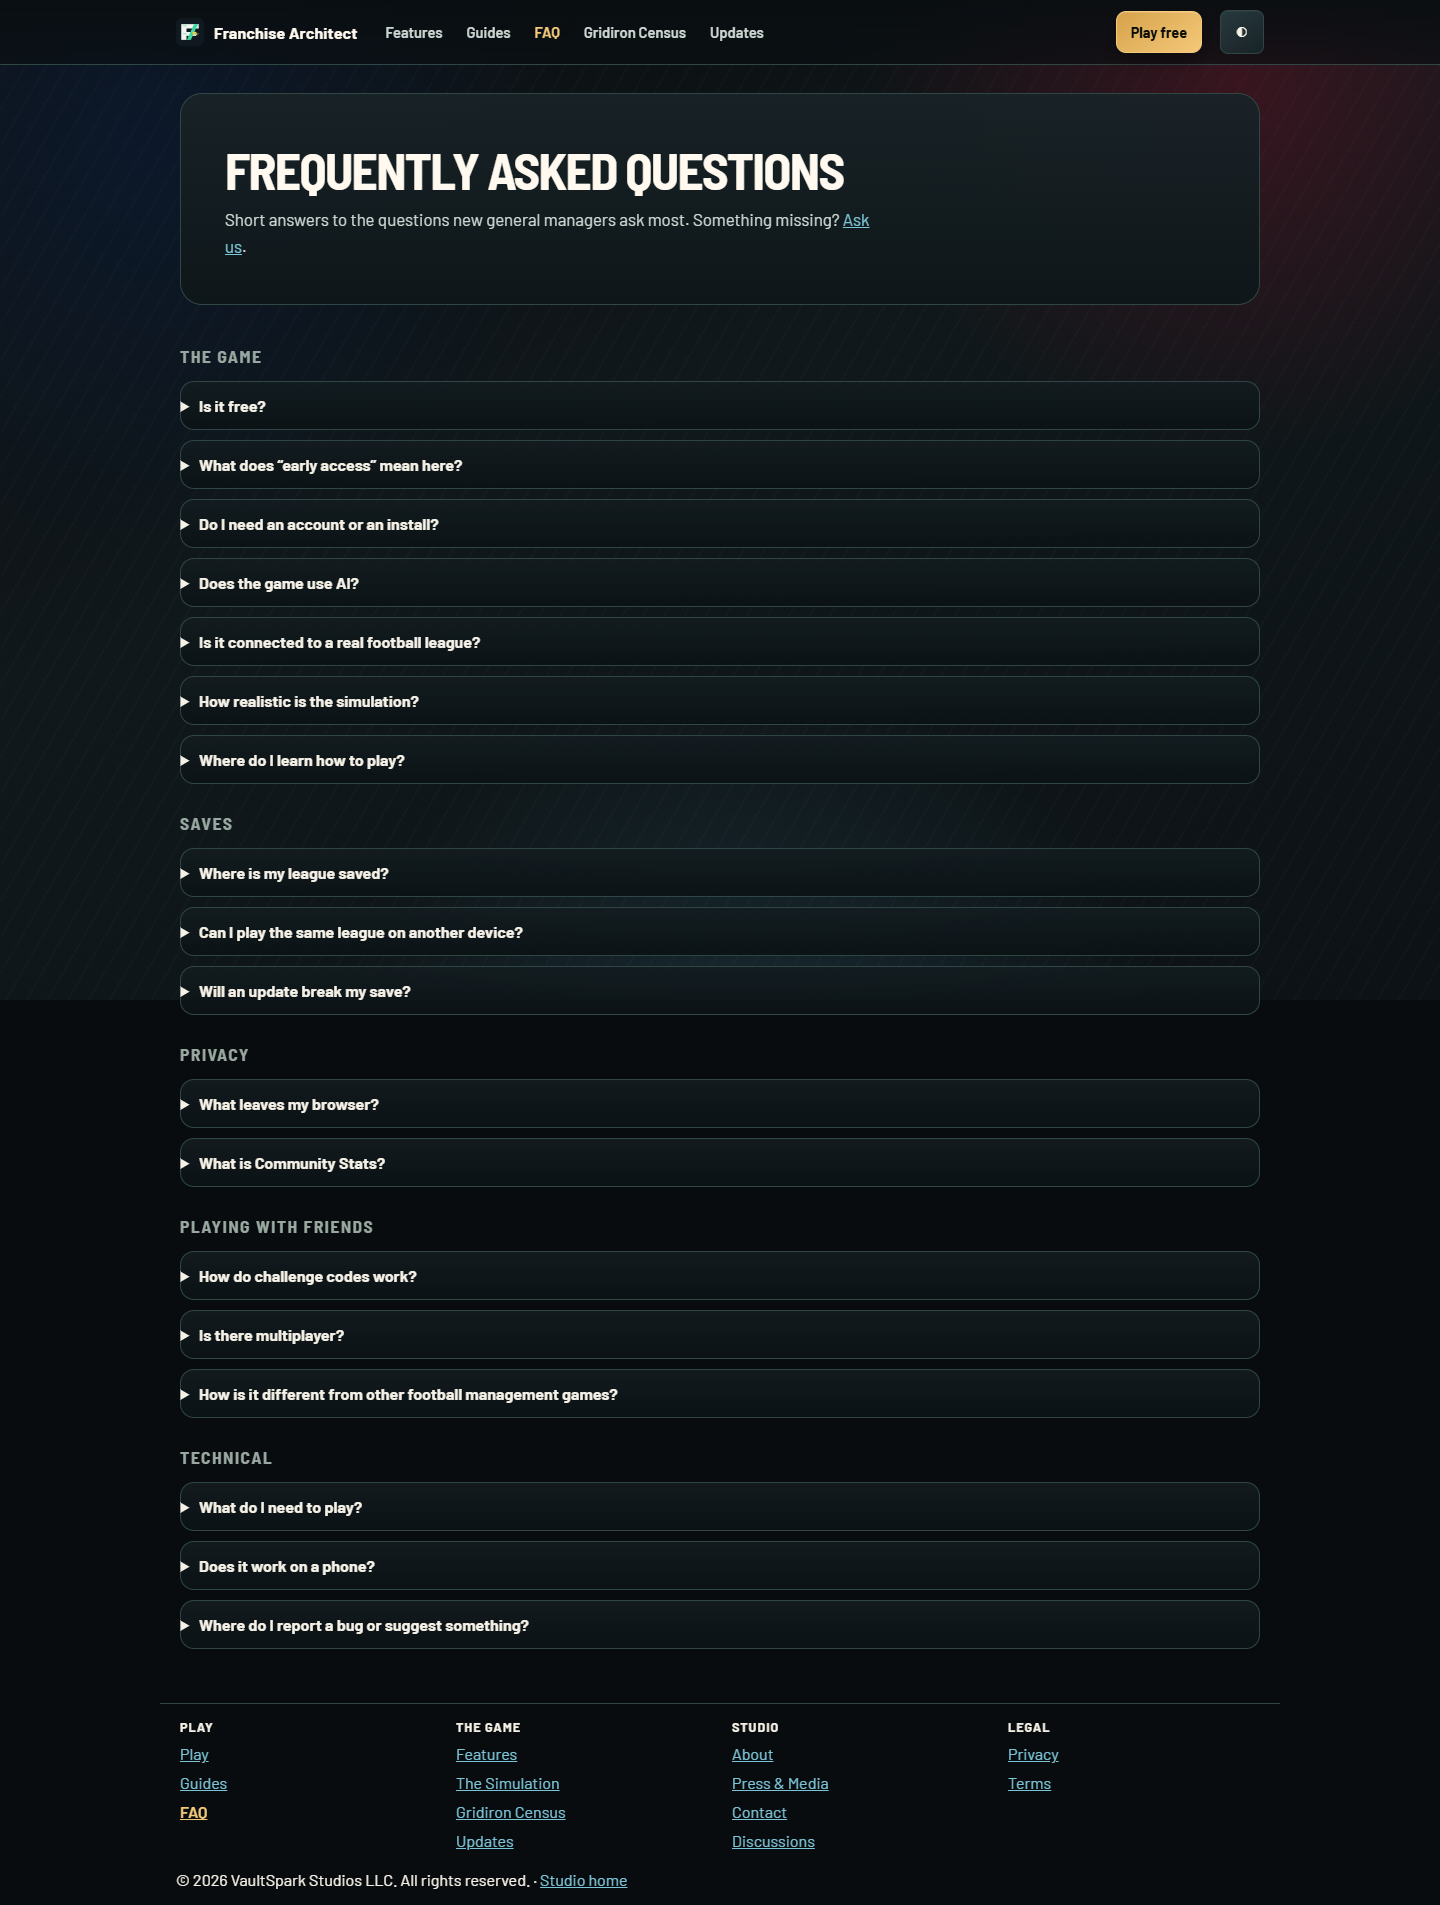 Franchise Architect Features Guides FAQ Gridiron Census Updates Play free
FREQUENTLY ASKED QUESTIONS
Short answers to the questions new general managers ask most. Something missing? Ask
us.
THE GAME
Is it free?
What does “early access” mean here?
Do I need an account or an install?
Does the game use AI?
Is it connected to a real football league?
How realistic is the simulation?
Where do I learn how to play?
SAVES
Where is my league saved?
Can I play the same league on another device?
Will an update break my save?
PRIVACY
What leaves my browser?
What is Community Stats?
PLAYING WITH FRIENDS
How do challenge codes work?
Is there multiplayer?
How is it different from other football management games?
TECHNICAL
What do I need to play?
Does it work on a phone?
Where do I report a bug or suggest something?
PLAY
Play
Guides
FAQ
THE GAME
Features
The Simulation
Gridiron Census
Updates
STUDIO
About
Press & Media
Contact
Discussions
LEGAL
Privacy
Terms
© 2026 VaultSpark Studios LLC. All rights reserved. · Studio home